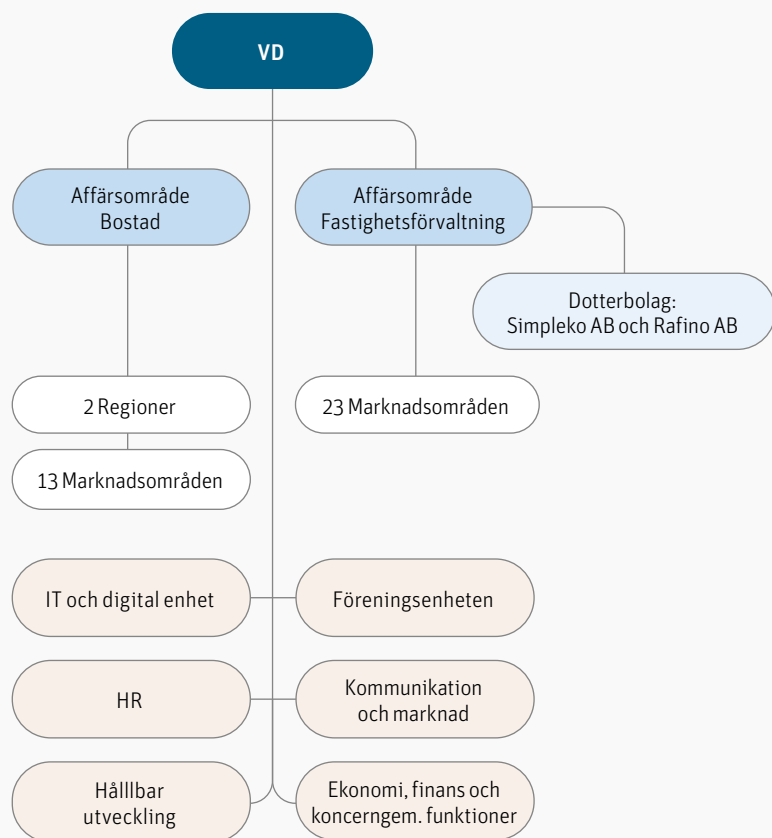 VD
Affärsområde
Bostad
Affärsområde
Fastighetsförvaltning
Dotterbolag:
Simpleko AB och Rafino AB
2 Regioner
23 Marknadsområden
13 Marknadsområden
IT och digital enhet
Föreningsenheten
HR
Kommunikation
och marknad
Hålllbar
utveckling
Ekonomi, finans och
koncerngem. funktioner